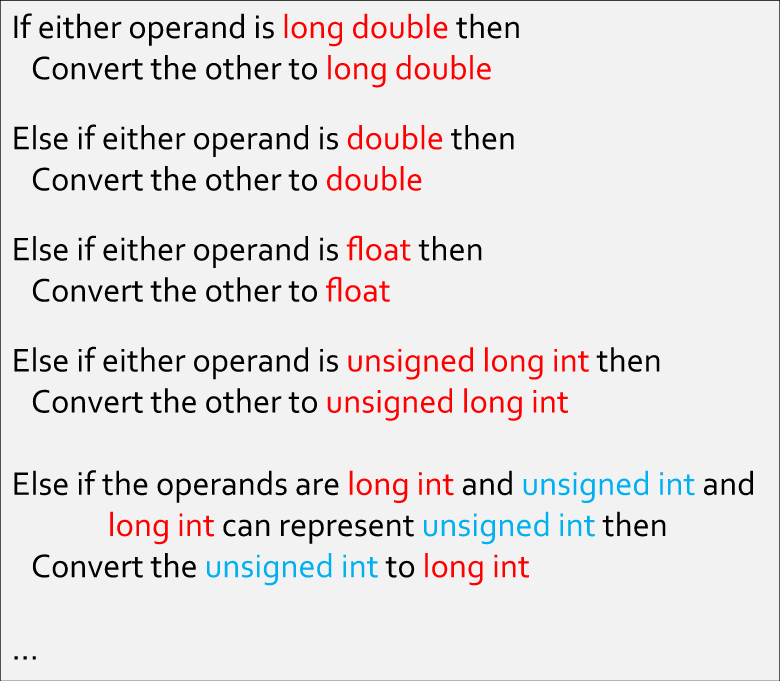 If either operand is long double then
Convert the other to long double
Else if either operand is double then
Convert the other to double
Else if either operand is float then
Convert the other to float
Else if either operand is unsigned long int then
Convert the other to unsigned long int
Else if the operands are long int and unsigned int and
long int can represent unsigned int then
Convert the unsigned int to long int
...